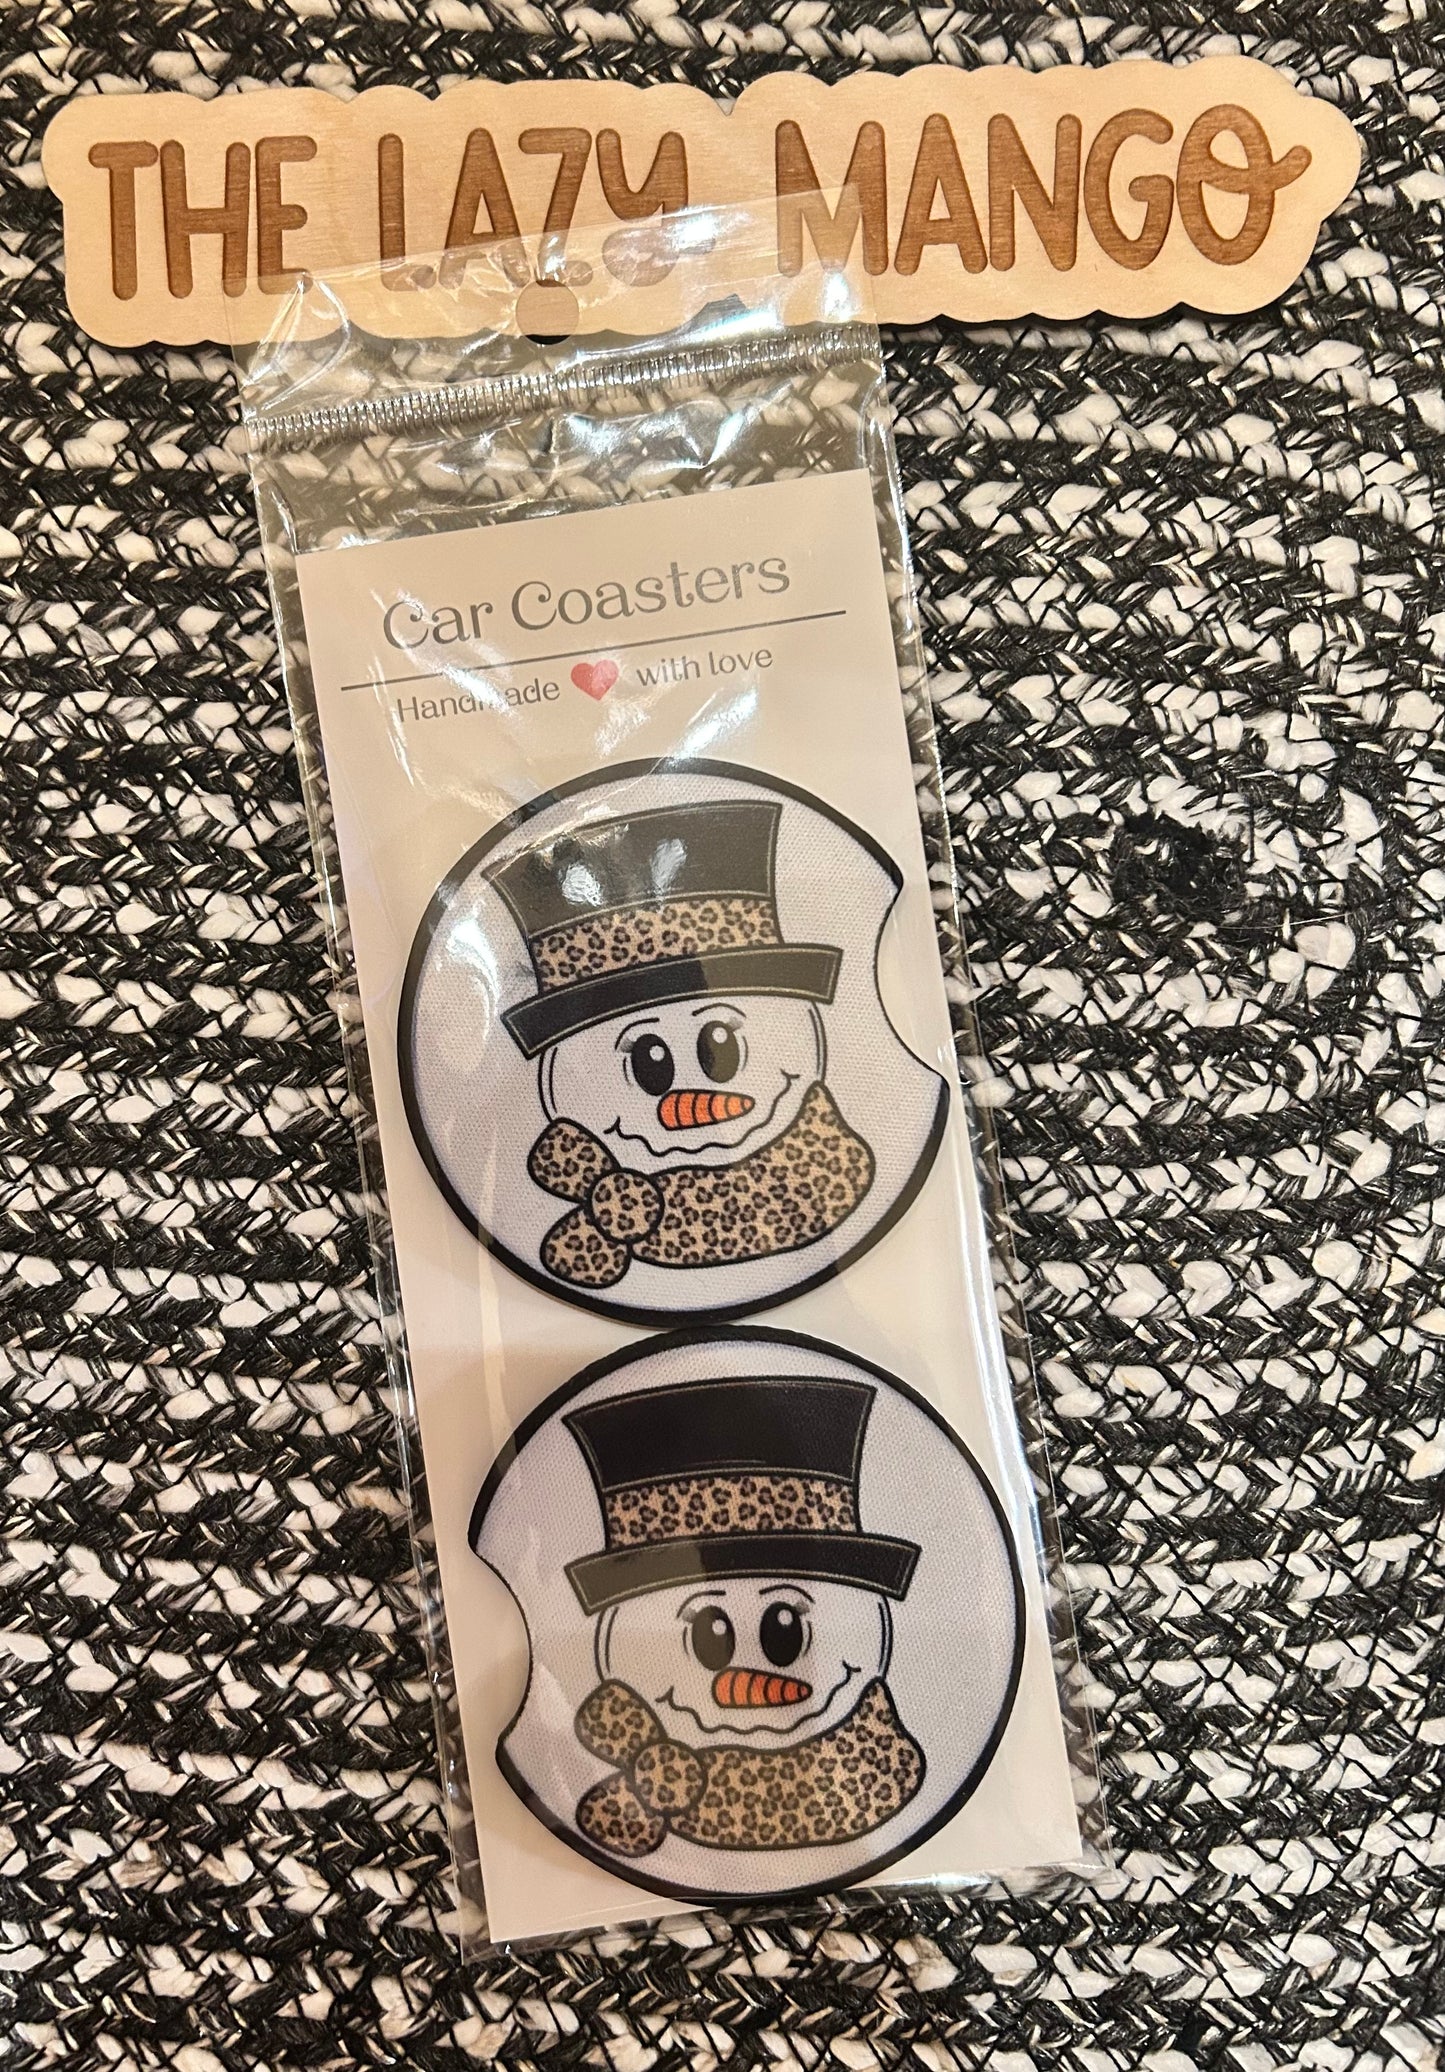 THE LAZY MANGO
Car Coasters
Handmade with love